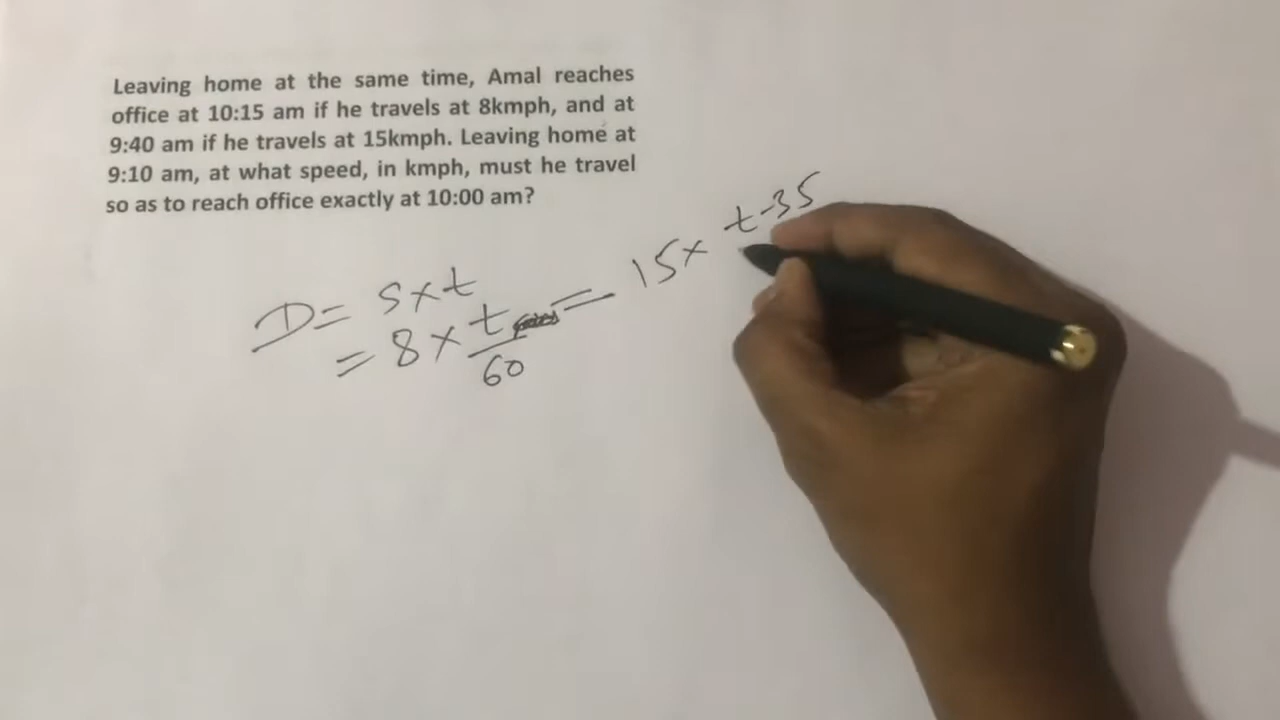 Leaving home at the same time, Amal reaches
office at 10:15 am if he travels at 8kmph, and at
9:40 am if he travels at 15kmph. Leaving home at
9:10 am, at what speed, in kmph, must he travel
so as to reach office exactly at 10:00 am?
D = s x t
= 8 x t/60 = 15 x t-35